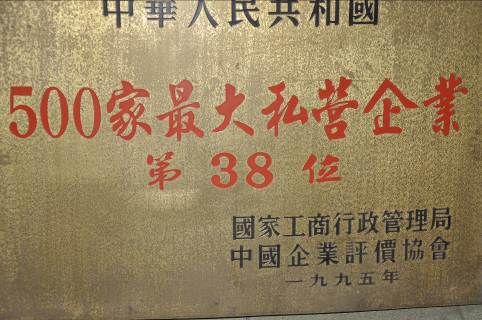 中華人民共和國
500家最大私营企業
第 38 位
國家工商行政管理局
中國企業評價協會
一九九五年